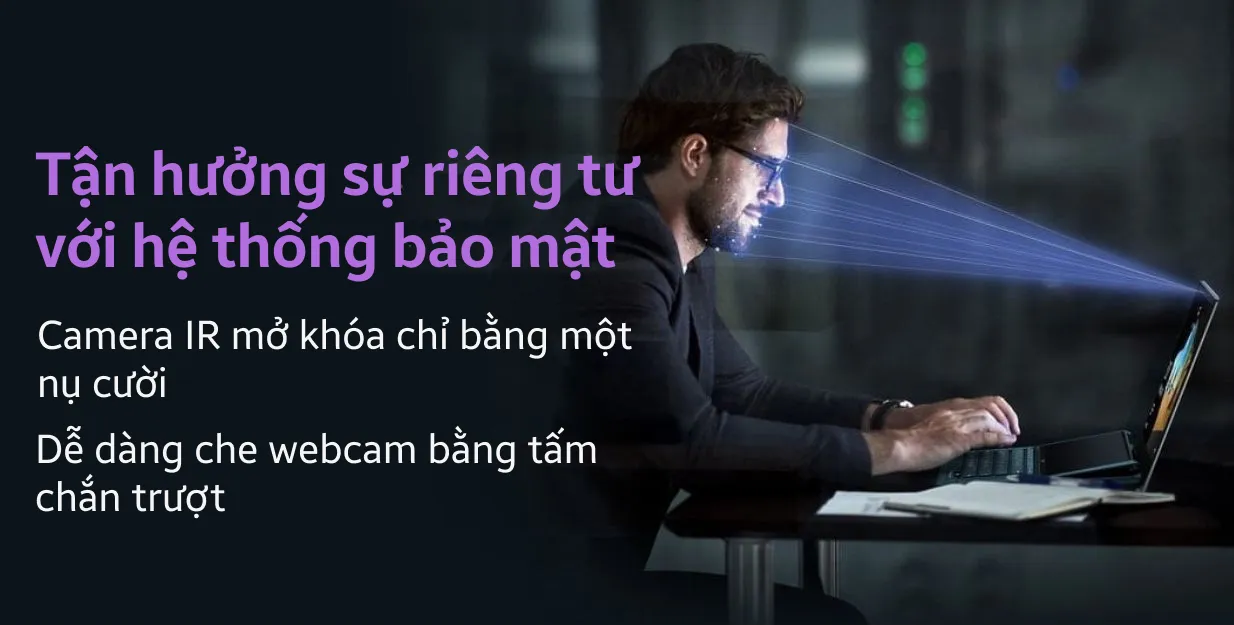 Tận hưởng sự riêng tư
với hệ thống bảo mật
Camera IR mở khóa chỉ bằng một
nụ cười
Dễ dàng che webcam bằng tấm
chắn trượt